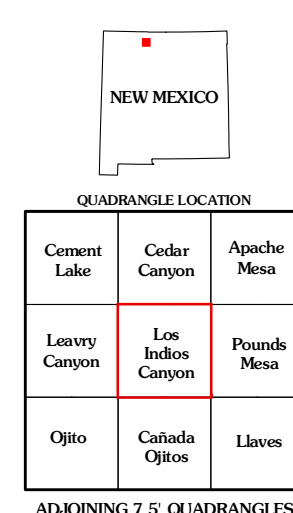 NEW MEXICO
QUADRANGLE LOCATION
Cement
Lake
Cedar
Canyon
Apache
Mesa
Leavry
Canyon
Los
Indios
Canyon
Pounds
Mesa
Ojito
Cañada
Ojitos
Llaves
ADJOINING 7.5' QUADRANGLES